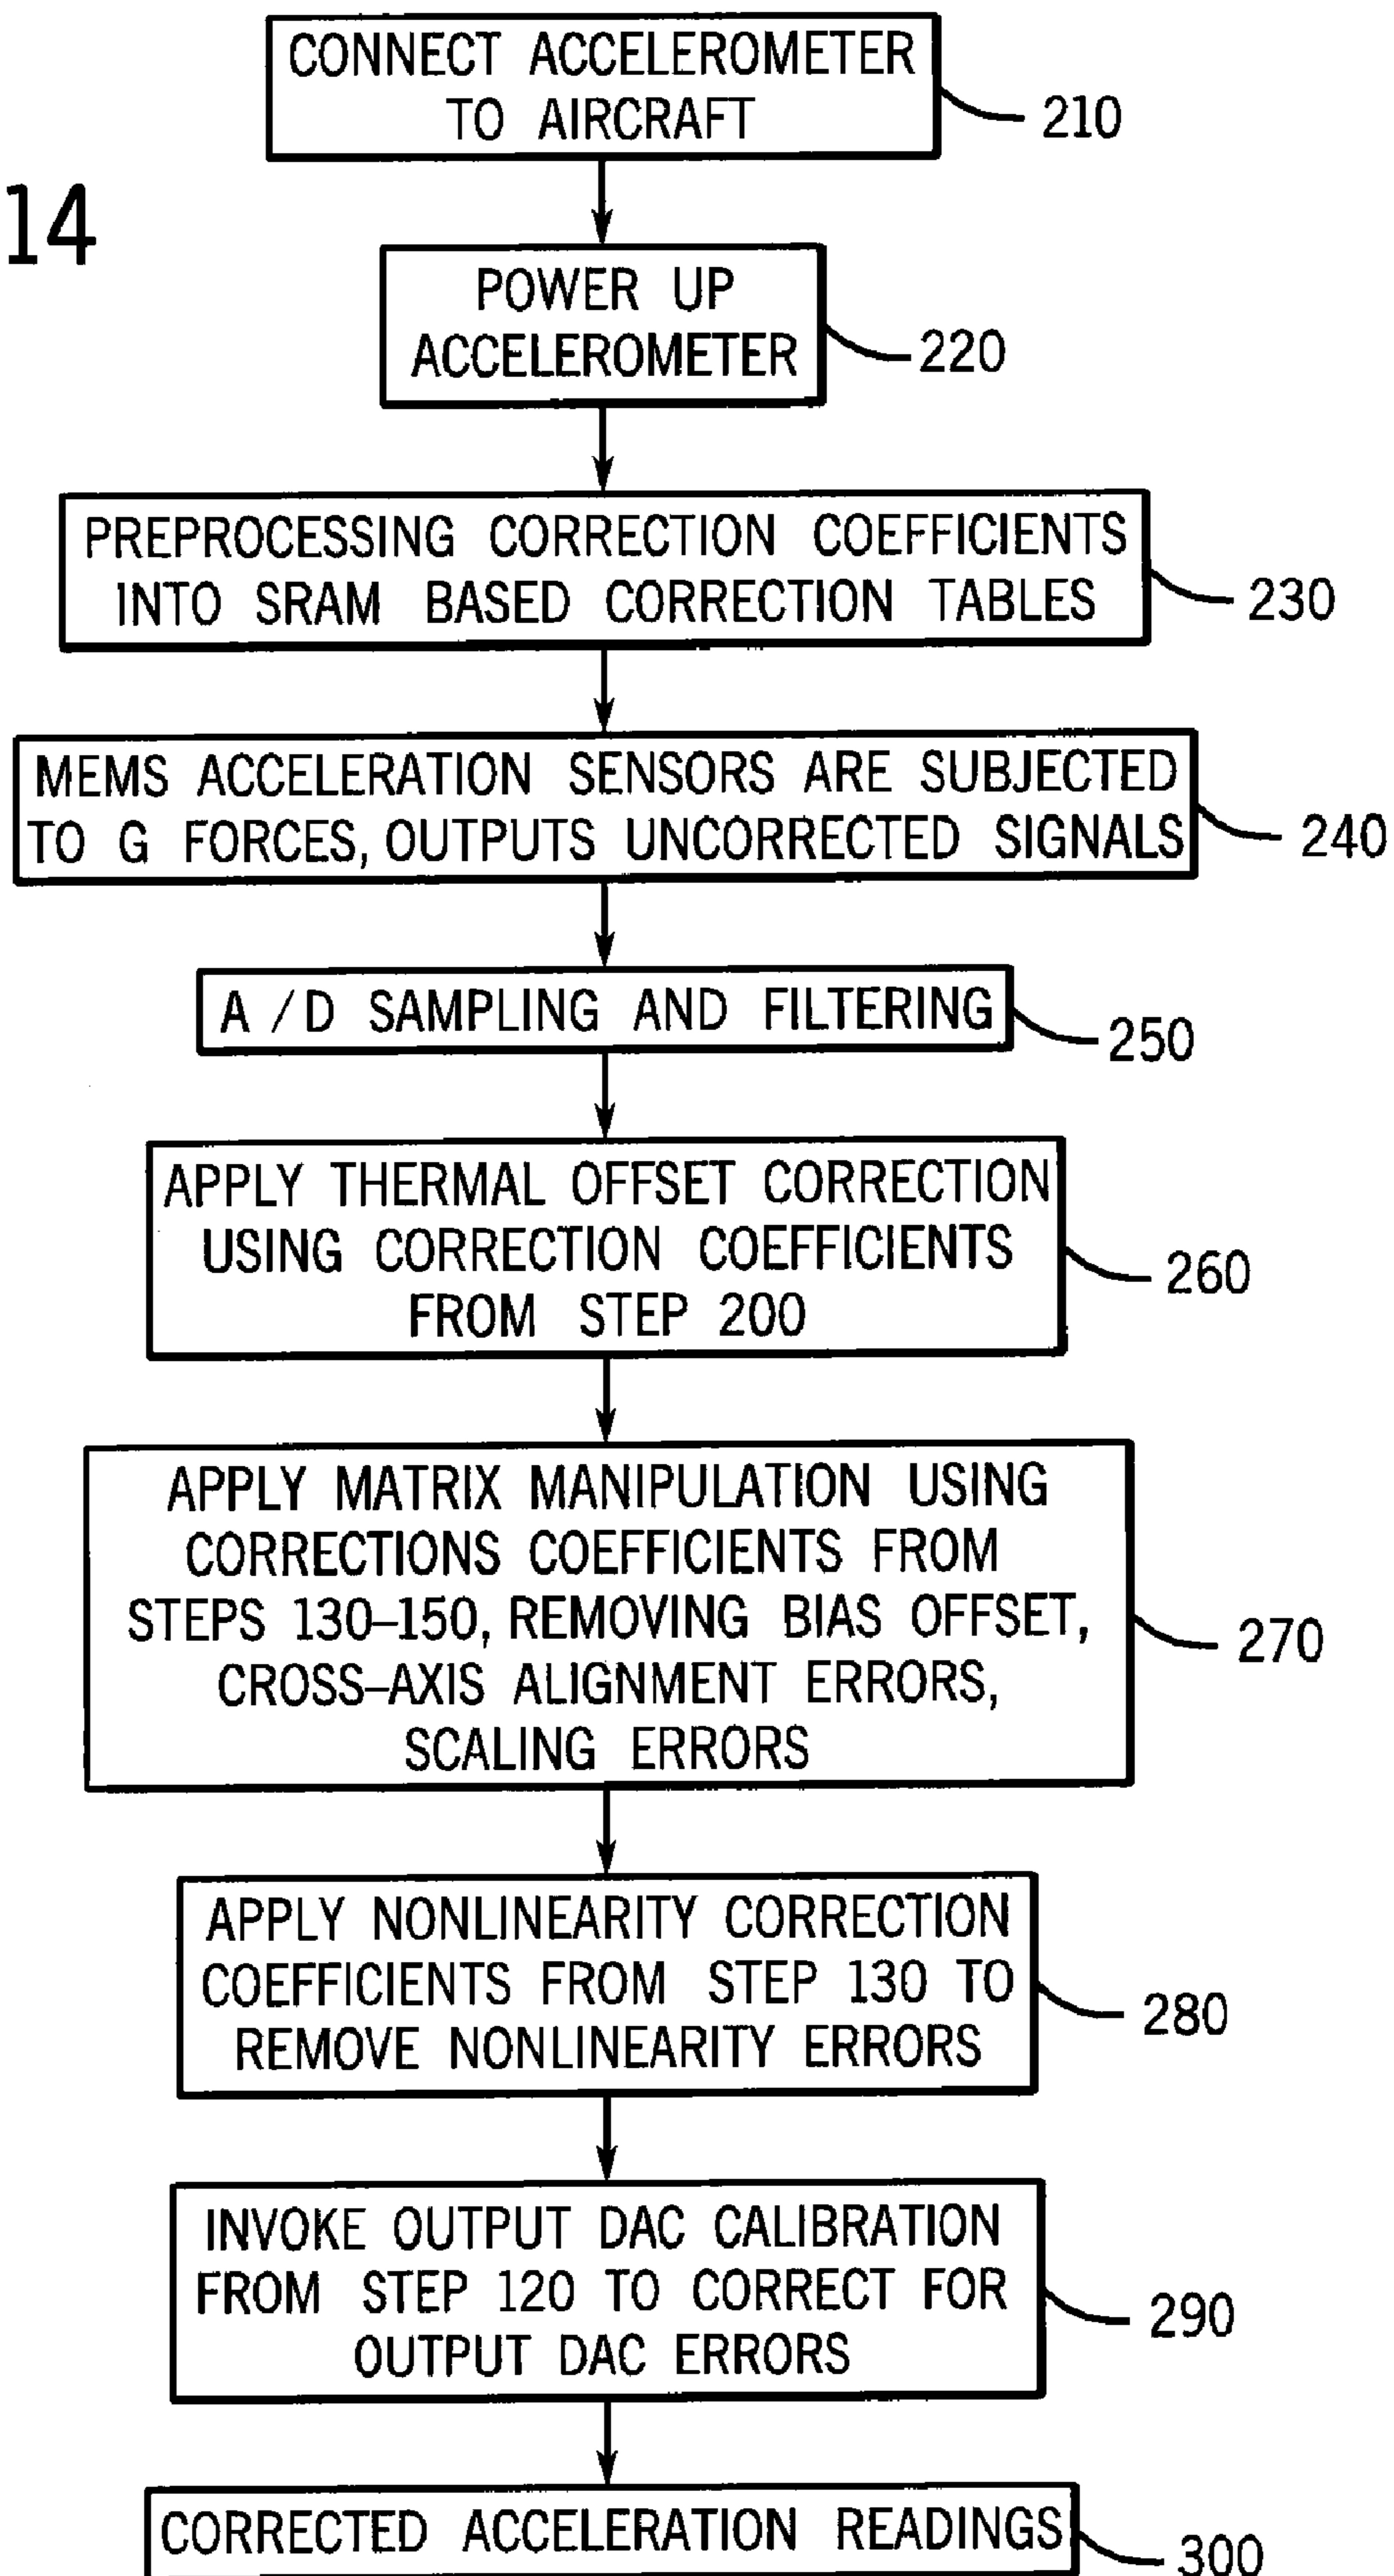 CONNECT ACCELEROMETER
TO AIRCRAFT
210
14
POWER UP
ACCELEROMETER
220
PREPROCESSING CORRECTION COEFFICIENTS
INTO SRAM BASED CORRECTION TABLES
230
MEMS ACCELERATION SENSORS ARE SUBJECTED
TO G FORCES, OUTPUTS UNCORRECTED SIGNALS
240
A/D SAMPLING AND FILTERING
250
APPLY THERMAL OFFSET CORRECTION
USING CORRECTION COEFFICIENTS
FROM STEP 200
260
APPLY MATRIX MANIPULATION USING
CORRECTIONS COEFFICIENTS FROM
STEPS 130–150, REMOVING BIAS OFFSET,
CROSS–AXIS ALIGNMENT ERRORS,
SCALING ERRORS
270
APPLY NONLINEARITY CORRECTION
COEFFICIENTS FROM STEP 130 TO
REMOVE NONLINEARITY ERRORS
280
INVOKE OUTPUT DAC CALIBRATION
FROM STEP 120 TO CORRECT FOR
OUTPUT DAC ERRORS
290
CORRECTED ACCELERATION READINGS
300